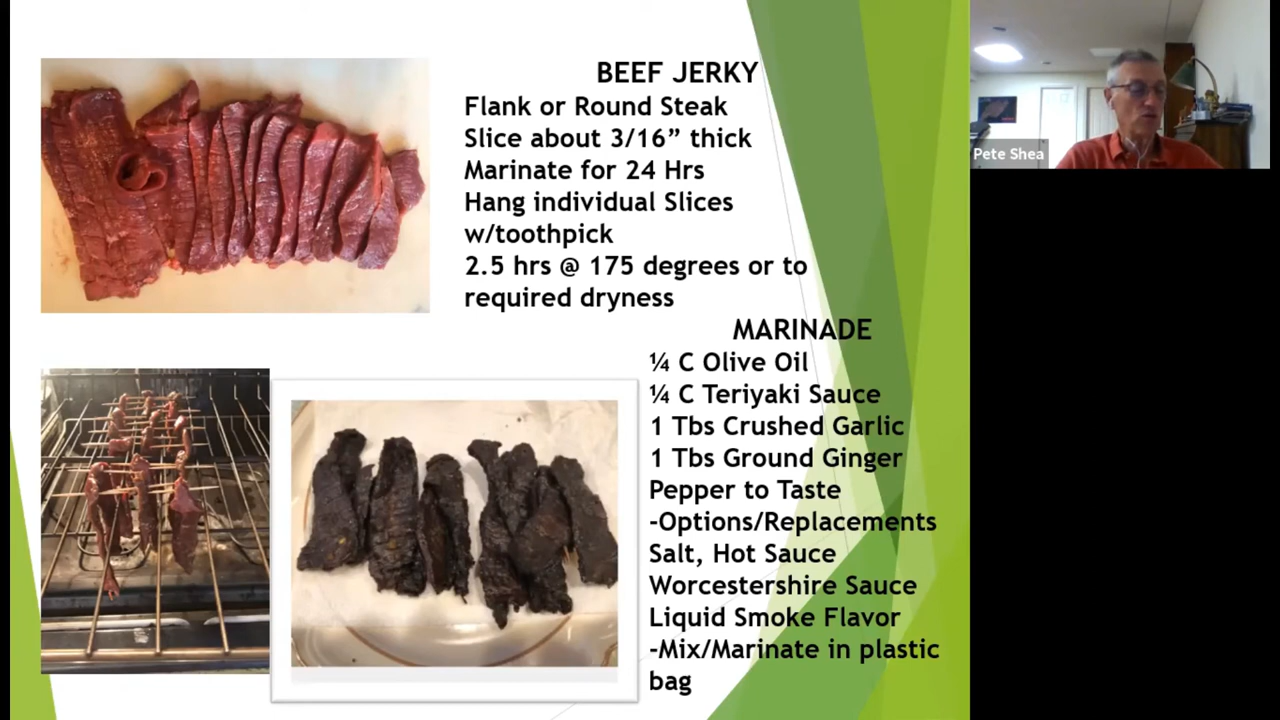 BEEF JERKY
Flank or Round Steak
Slice about 3/16” thick
Marinate for 24 Hrs
Hang individual Slices
w/toothpick
2.5 hrs @ 175 degrees or to
required dryness
MARINADE
¼ C Olive Oil
¼ C Teriyaki Sauce
1 Tbs Crushed Garlic
1 Tbs Ground Ginger
Pepper to Taste
-Options/Replacements
Salt, Hot Sauce
Worcestershire Sauce
Liquid Smoke Flavor
-Mix/Marinate in plastic
bag
Pete Shea